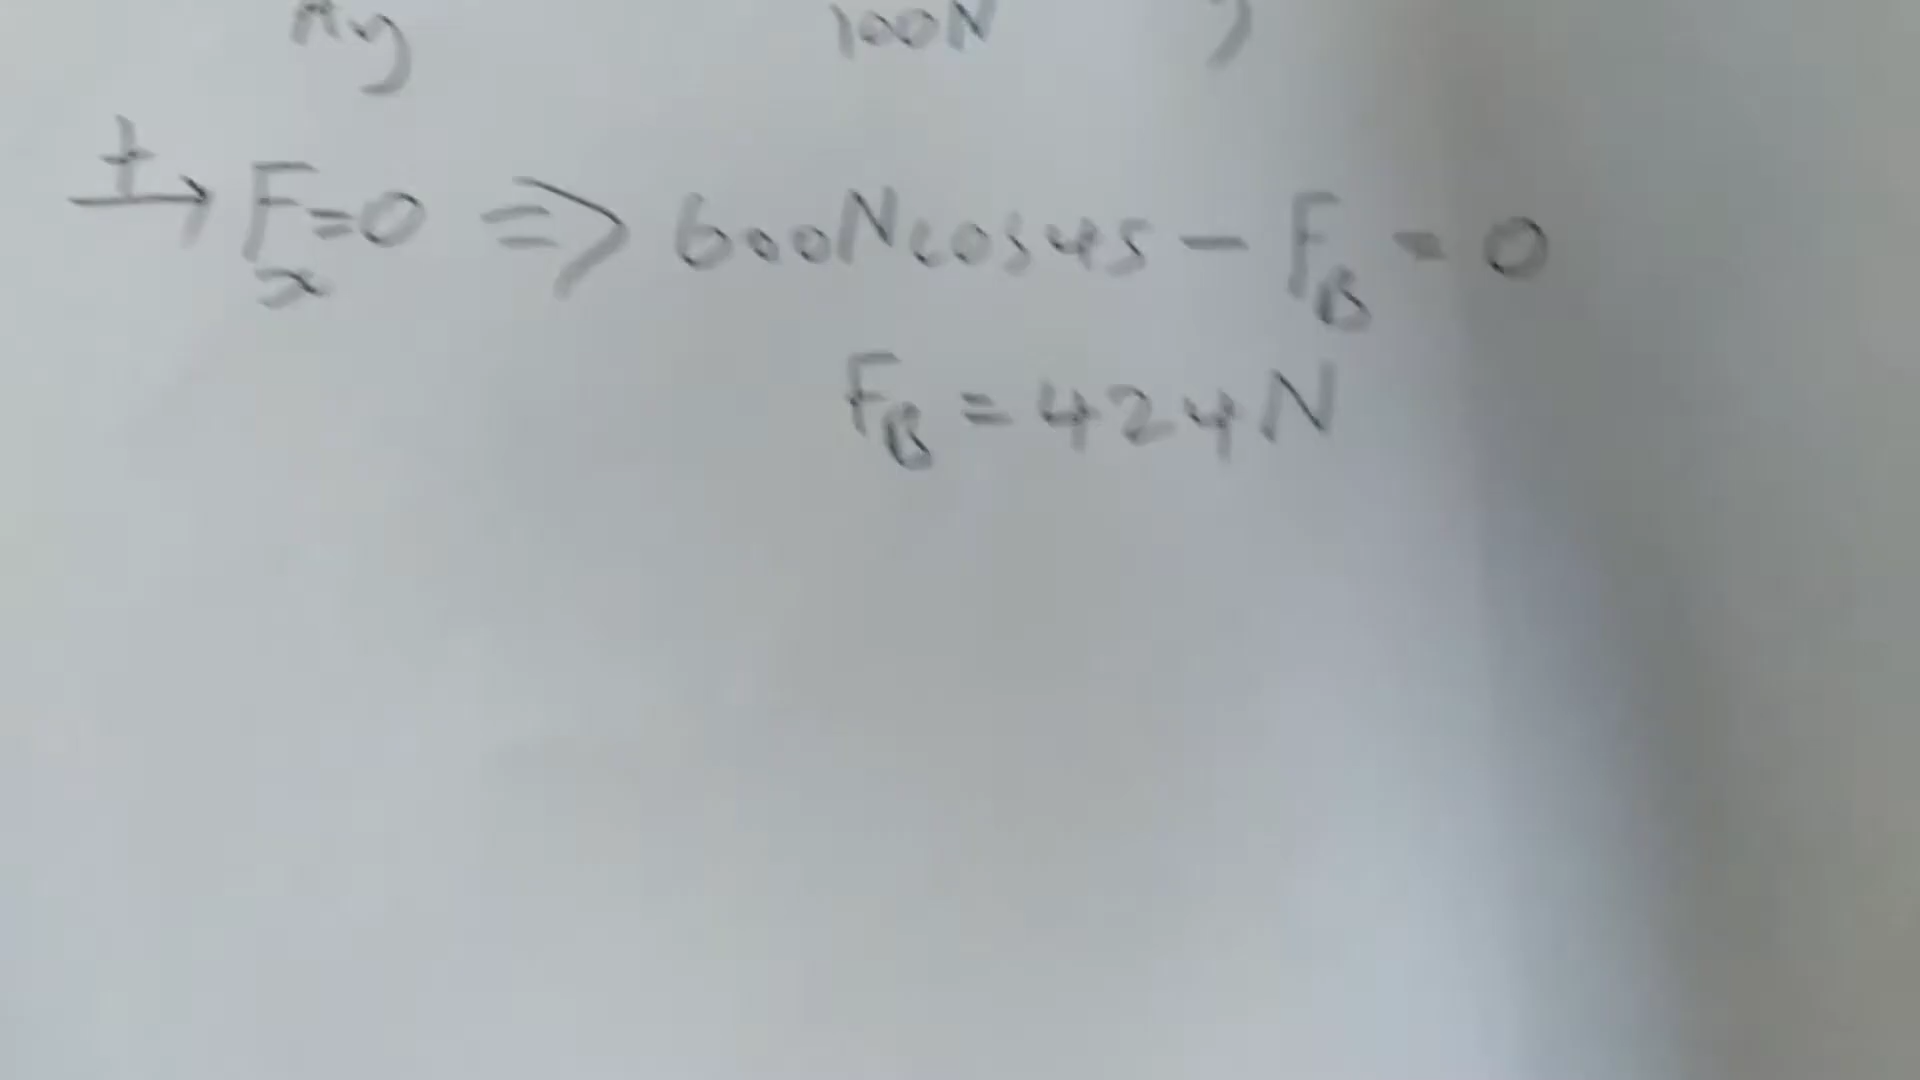 Ay 100N )
+→ Fx=0 => 600Ncos45 - FB = 0
FB = 424N